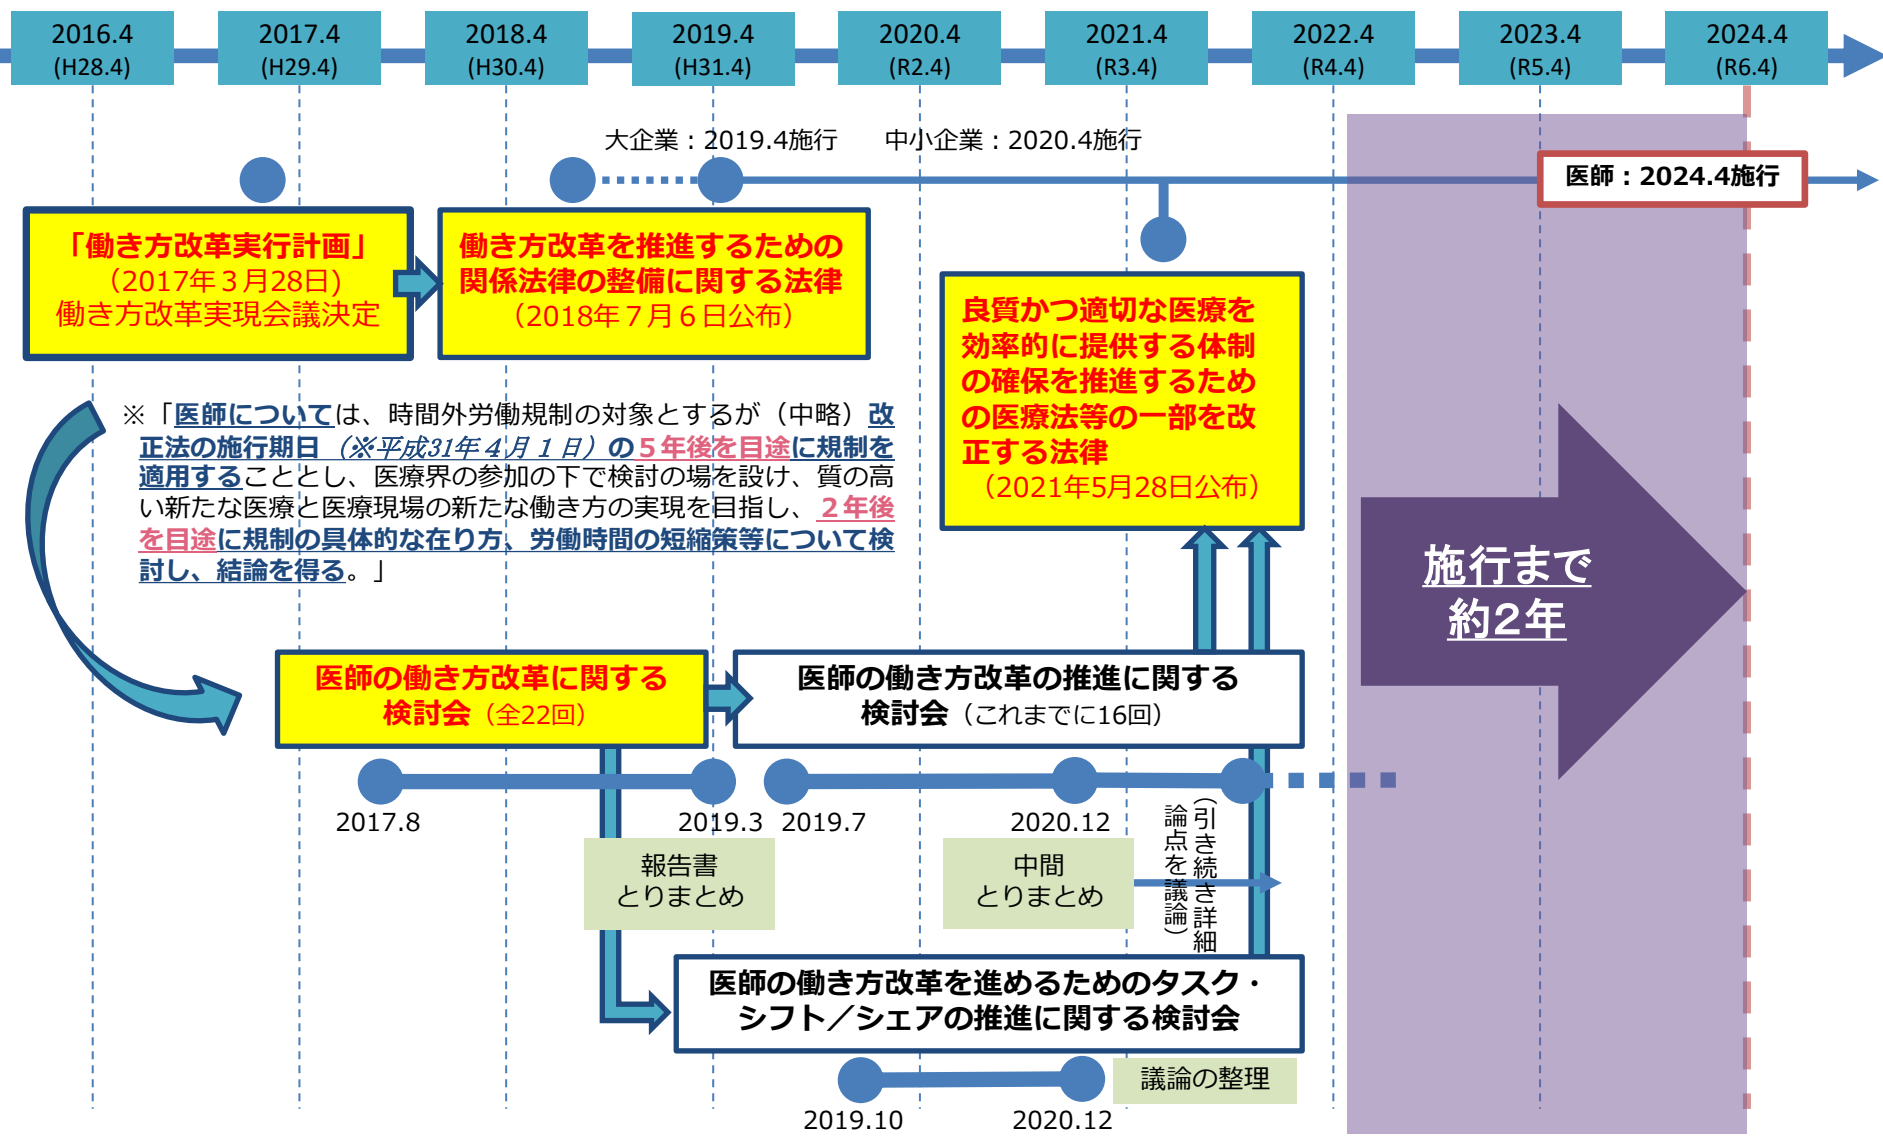 2016.4
(H28.4)
2017.4
(H29.4)
2018.4
(H30.4)
2019.4
(H31.4)
2020.4
(R2.4)
2021.4
(R3.4)
2022.4
(R4.4)
2023.4
(R5.4)
2024.4
(R6.4)
大企業：2019.4施行
中小企業：2020.4施行
医師：2024.4施行
「働き方改革実行計画」
（2017年３月28日)
働き方改革実現会議決定
働き方改革を推進するための
関係法律の整備に関する法律
（2018年７月６日公布）
良質かつ適切な医療を
効率的に提供する体制
の確保を推進するため
の医療法等の一部を改
正する法律
（2021年5月28日公布）
※「医師については、時間外労働規制の対象とするが（中略）改
正法の施行期日（※平成31年４月１日）の５年後を目途に規制を
適用することとし、医療界の参加の下で検討の場を設け、質の高
い新たな医療と医療現場の新たな働き方の実現を目指し、２年後
を目途に規制の具体的な在り方、労働時間の短縮策等について検
討し、結論を得る。」
施行まで
約２年
医師の働き方改革に関する
検討会（全22回）
医師の働き方改革の推進に関する
検討会（これまでに16回）
2017.8
2019.3
2019.7
2020.12
報告書
とりまとめ
中間
とりまとめ
（引き続き詳細
論点を議論）
医師の働き方改革を進めるためのタスク・
シフト／シェアの推進に関する検討会
議論の整理
2019.10
2020.12